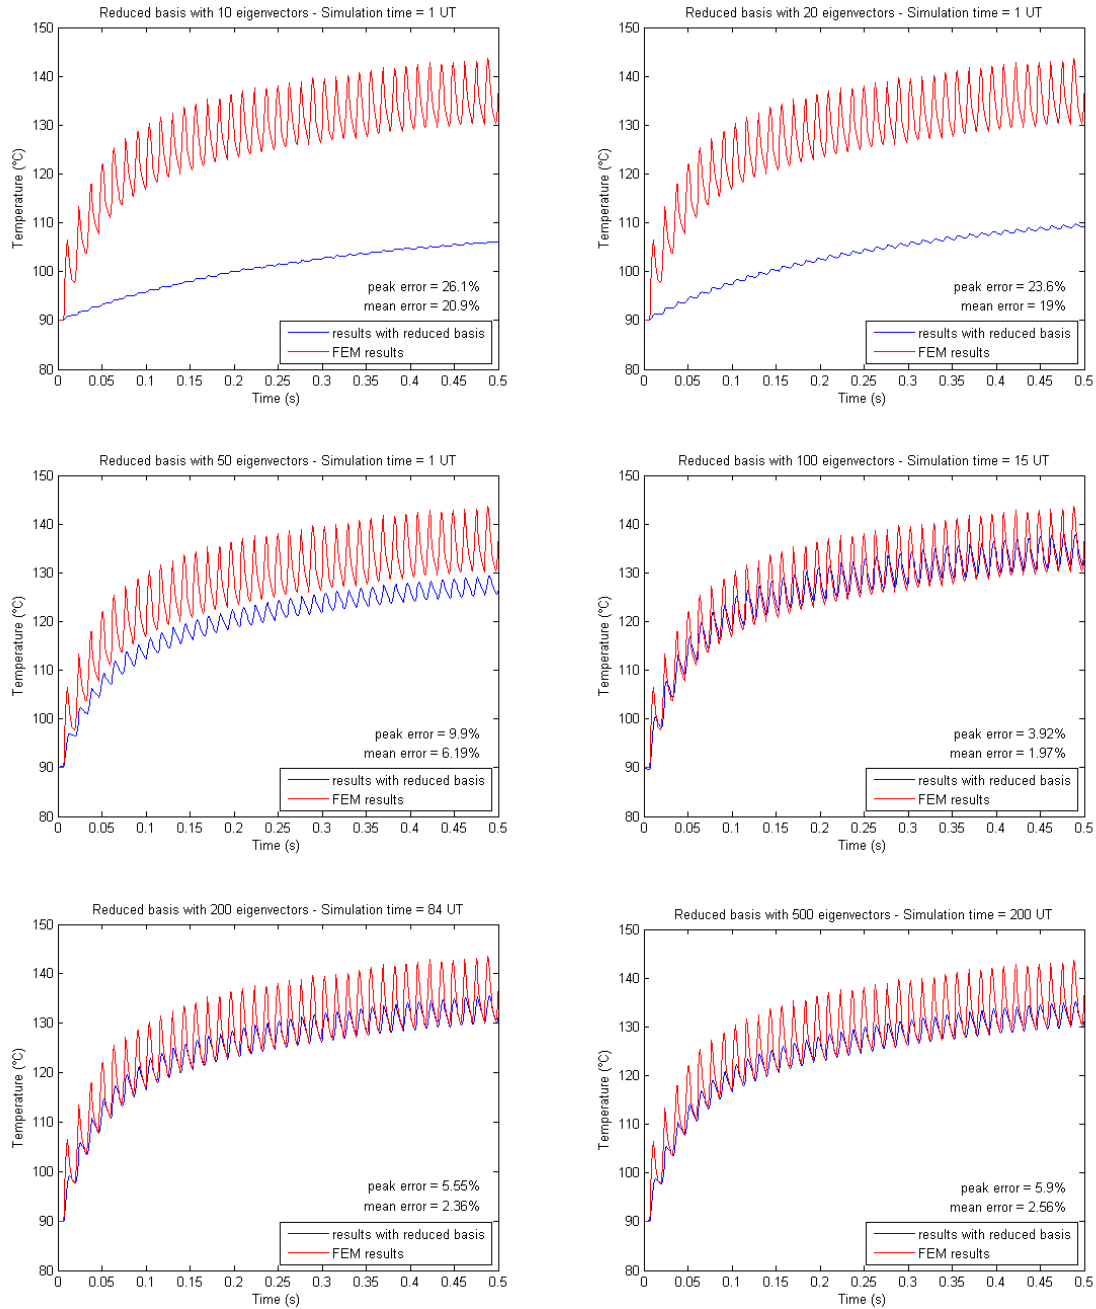 Reduced basis with 10 eigenvectors - Simulation time = 1 UT
150
140
130
120
110
100
90
80
Temperature (°C)
peak error = 26.1%
mean error = 20.9%
results with reduced basis
FEM results
0 0.05 0.1 0.15 0.2 0.25 0.3 0.35 0.4 0.45 0.5
Time (s)
Reduced basis with 20 eigenvectors - Simulation time = 1 UT
150
140
130
120
110
100
90
80
Temperature (°C)
peak error = 23.6%
mean error = 19%
results with reduced basis
FEM results
0 0.05 0.1 0.15 0.2 0.25 0.3 0.35 0.4 0.45 0.5
Time (s)
Reduced basis with 50 eigenvectors - Simulation time = 1 UT
150
140
130
120
110
100
90
80
Temperature (°C)
peak error = 9.9%
mean error = 6.19%
results with reduced basis
FEM results
0 0.05 0.1 0.15 0.2 0.25 0.3 0.35 0.4 0.45 0.5
Time (s)
Reduced basis with 100 eigenvectors - Simulation time = 15 UT
150
140
130
120
110
100
90
80
Temperature (°C)
peak error = 3.92%
mean error = 1.97%
results with reduced basis
FEM results
0 0.05 0.1 0.15 0.2 0.25 0.3 0.35 0.4 0.45 0.5
Time (s)
Reduced basis with 200 eigenvectors - Simulation time = 84 UT
150
140
130
120
110
100
90
80
Temperature (°C)
peak error = 5.55%
mean error = 2.36%
results with reduced basis
FEM results
0 0.05 0.1 0.15 0.2 0.25 0.3 0.35 0.4 0.45 0.5
Time (s)
Reduced basis with 500 eigenvectors - Simulation time = 200 UT
150
140
130
120
110
100
90
80
Temperature (°C)
peak error = 5.9%
mean error = 2.56%
results with reduced basis
FEM results
0 0.05 0.1 0.15 0.2 0.25 0.3 0.35 0.4 0.45 0.5
Time (s)